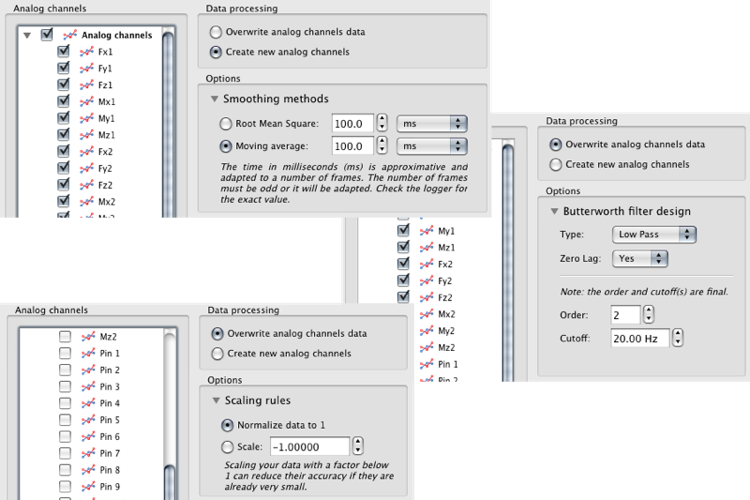 Analog channels
Analog channels
Fx1
Fy1
Fz1
Mx1
My1
Mz1
Fx2
Fy2
Fz2
Mx2
Data processing
Overwrite analog channels data
Create new analog channels
Options
Smoothing methods
Root Mean Square: 100.0 ms
Moving average: 100.0 ms
The time in milliseconds (ms) is approximative and
adapted to a number of frames. The number of frames
must be odd or it will be adapted. Check the logger for
the exact value.
My1
Mz1
Fx2
Fy2
Fz2
Mx2
My2
Mz2
Pin 1
Data processing
Overwrite analog channels data
Create new analog channels
Options
Butterworth filter design
Type: Low Pass
Zero Lag: Yes
Note: the order and cutoff(s) are final.
Order: 2
Cutoff: 20.00 Hz
Analog channels
Mz2
Pin 1
Pin 2
Pin 3
Pin 4
Pin 5
Pin 6
Pin 7
Pin 8
Pin 9
Data processing
Overwrite analog channels data
Create new analog channels
Options
Scaling rules
Normalize data to 1
Scale: -1.00000
Scaling your data with a factor below
1 can reduce their accuracy if they are
already very small.